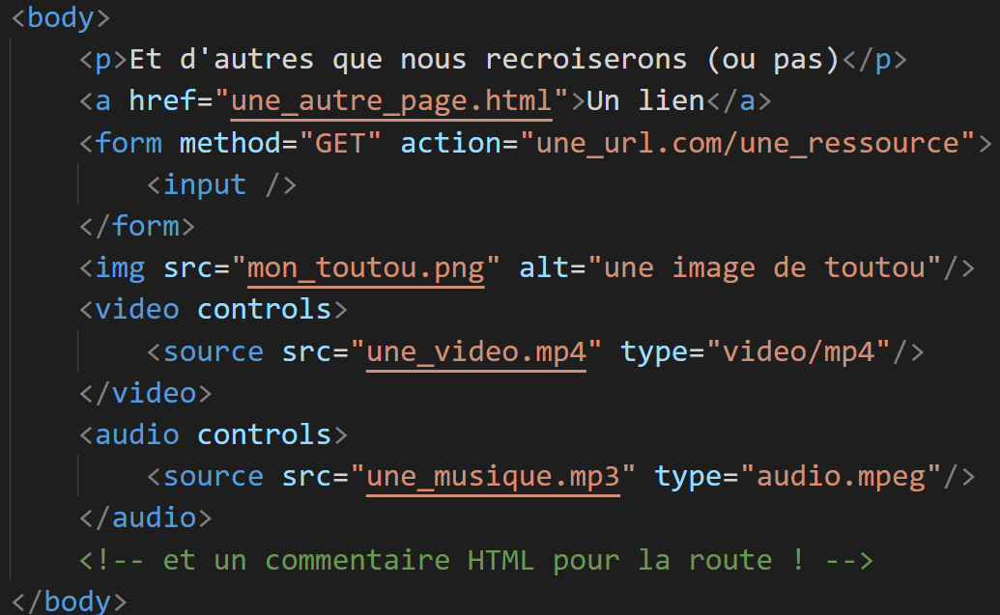 <body>
<p>Et d'autres que nous recroiserons (ou pas)</p>
<a href="une_autre_page.html">Un lien</a>
<form method="GET" action="une_url.com/une_ressource">
<input />
</form>
<img src="mon_toutou.png" alt="une image de toutou"/>
<video controls>
<source src="une_video.mp4" type="video/mp4"/>
</video>
<audio controls>
<source src="une_musique.mp3" type="audio.mpeg"/>
</audio>
<!-- et un commentaire HTML pour la route ! -->
</body>